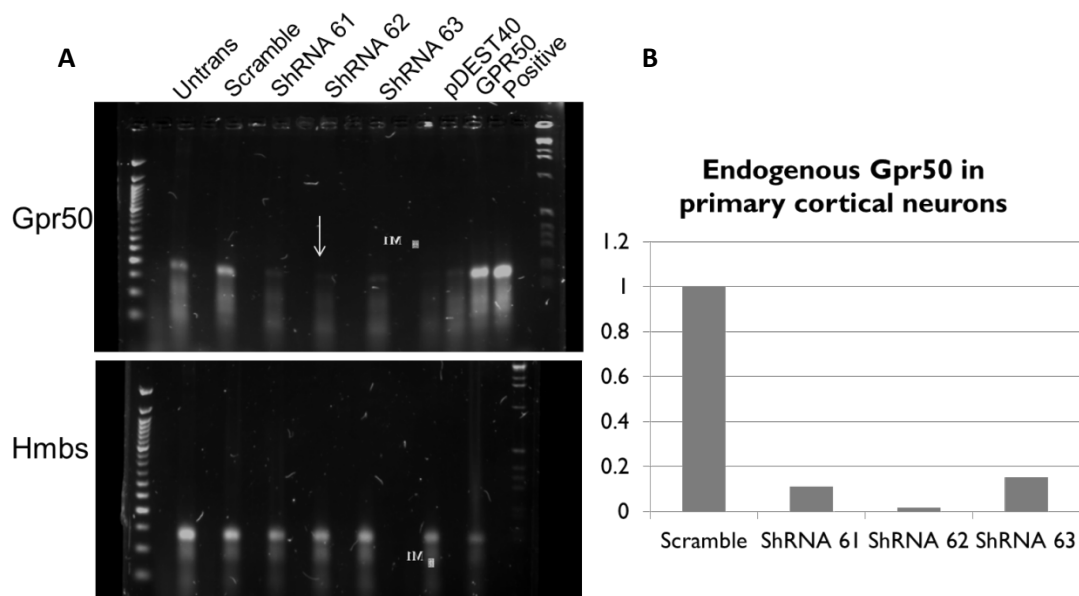 A
Untrans
Scramble
ShRNA 61
ShRNA 62
ShRNA 63
pDEST40
GPR50
Positive
Gpr50
M1
Hmbs
M1
B
Endogenous Gpr50 in
primary cortical neurons
1.2
1
0.8
0.6
0.4
0.2
0
Scramble ShRNA 61 ShRNA 62 ShRNA 63